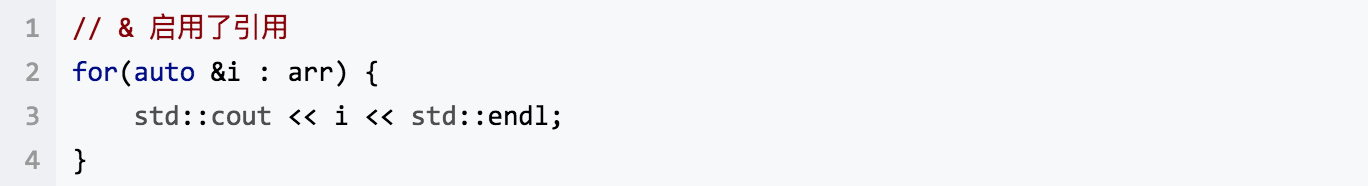 1 // & 启用了引用
2 for(auto &i : arr) {
3     std::cout << i << std::endl;
4 }